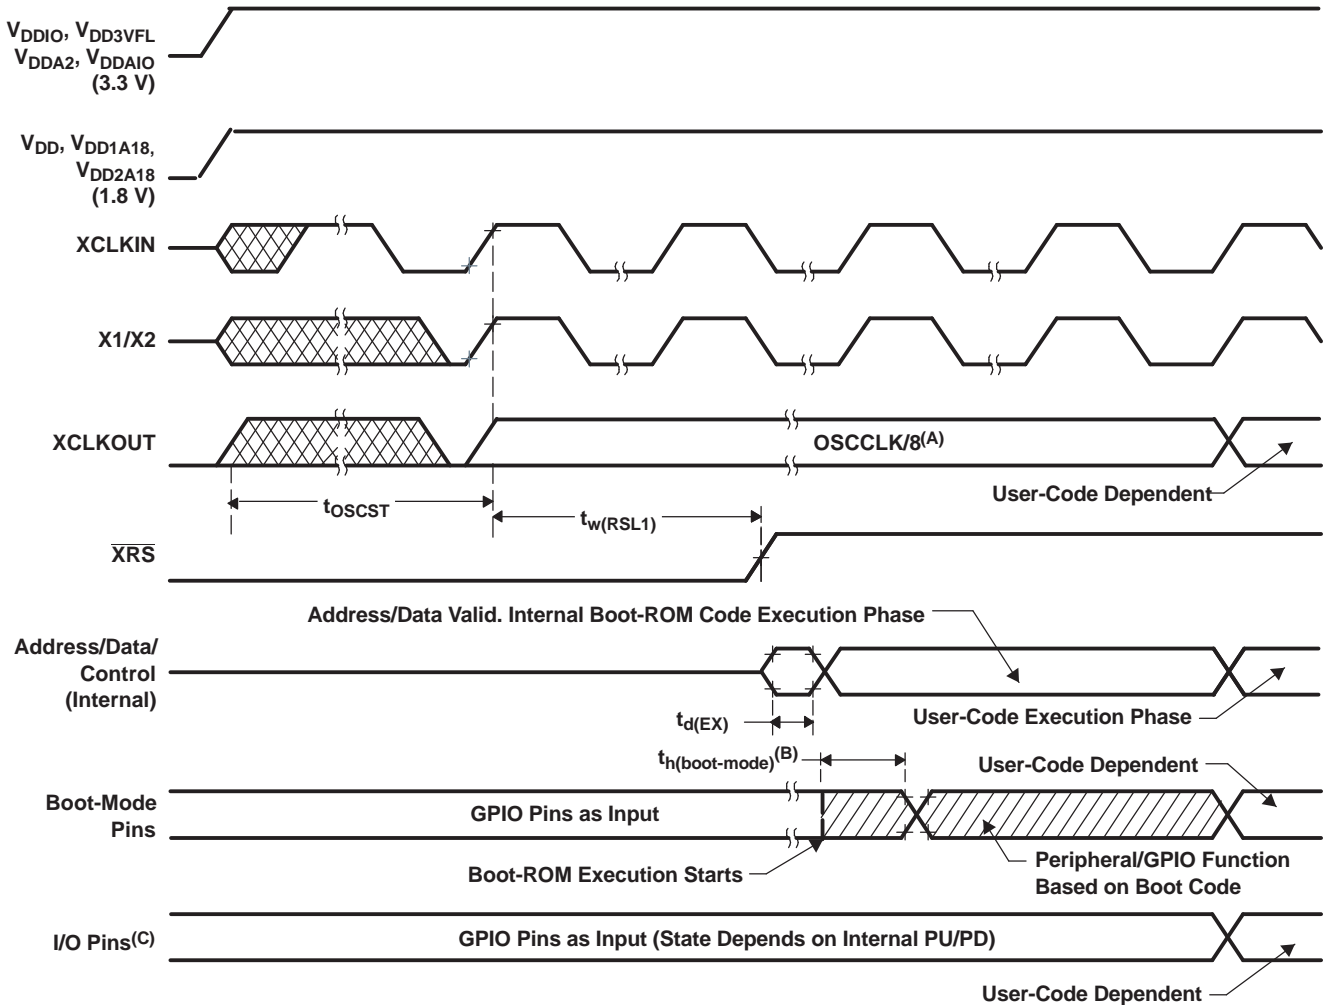 VDDIO, VDD3VFL
VDDA2, VDDAIO
(3.3 V)
VDD, VDD1A18,
VDD2A18
(1.8 V)
XCLKIN
X1/X2
XCLKOUT
OSCCLK/8(A)
User-Code Dependent
tOSCST
tw(RSL1)
XRS
Address/Data Valid. Internal Boot-ROM Code Execution Phase
Address/Data/
Control
(Internal)
td(EX)
User-Code Execution Phase
th(boot-mode)(B)
User-Code Dependent
Boot-Mode
Pins
GPIO Pins as Input
Boot-ROM Execution Starts
Peripheral/GPIO Function
Based on Boot Code
I/O Pins(C)
GPIO Pins as Input (State Depends on Internal PU/PD)
User-Code Dependent